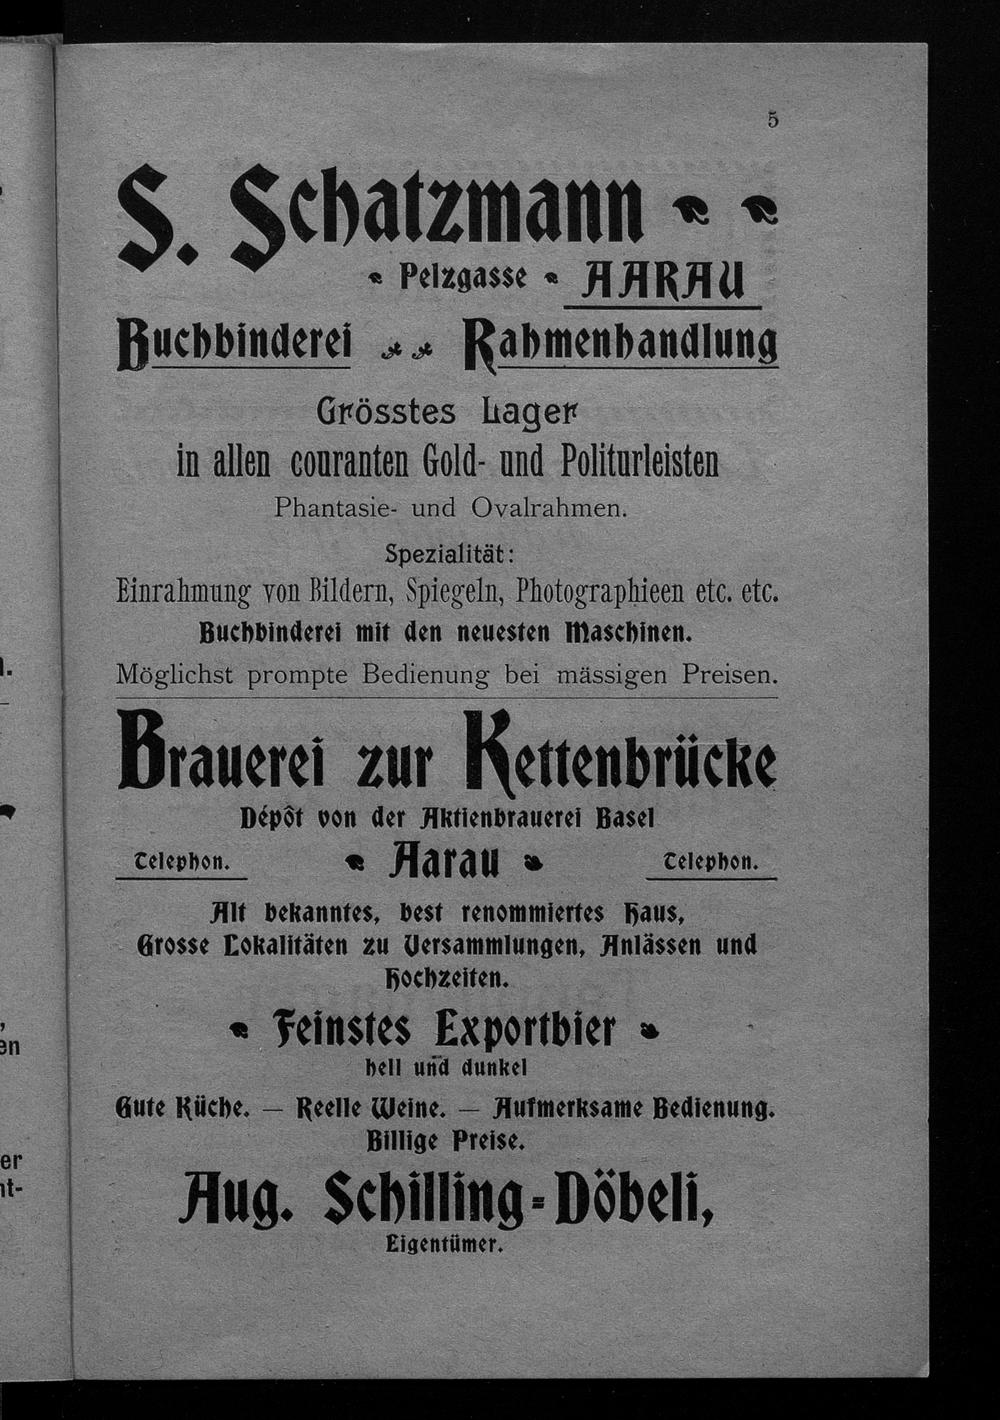 5
S. Schatzmann
Pelzgasse AARAU
Buchbinderei Rahmenhandlung
Grösstes Lager
in allen couranten Gold- und Politurleisten
Phantasie- und Ovalrahmen.
Spezialität:
Einrahmung von Bildern, Spiegeln, Photographieen etc. etc.
Buchbinderei mit den neuesten Maschinen.
Möglichst prompte Bedienung bei mässigen Preisen.
Brauerei zur Kettenbrücke
Dépôt von der Aktienbrauerei Basel
Telephon. Aarau Telephon.
Alt bekanntes, best renommiertes Haus,
Grosse Lokalitäten zu Versammlungen, Anlässen und
Hochzeiten.
Feinstes Exportbier
hell und dunkel
Gute Küche. — Reelle Weine. — Aufmerksame Bedienung.
Billige Preise.
Aug. Schilling-Döbeli,
Eigentümer.